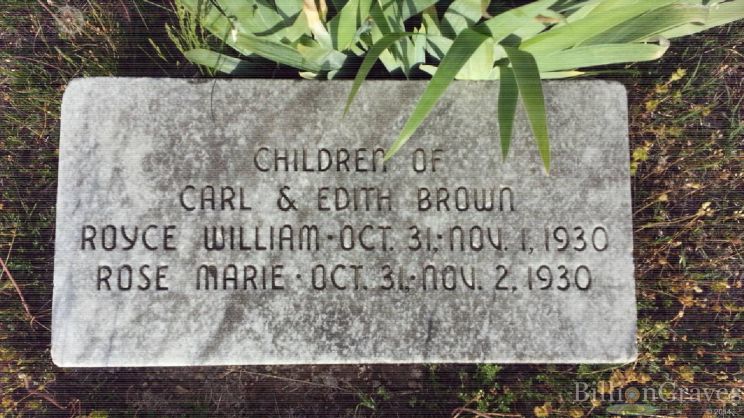 CHILDREN OF
CARL & EDITH BROWN
ROYCE WILLIAM · OCT. 31,-NOV. 1, 1930
ROSE MARIE · OCT. 31,-NOV. 2, 1930
BillionGraves